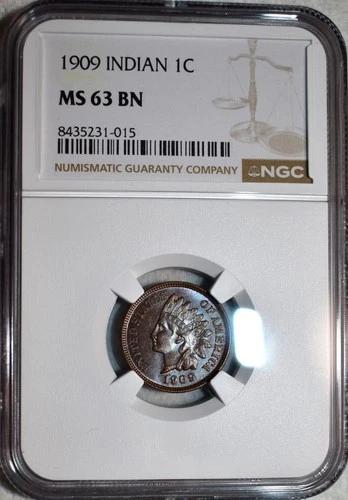 1909 INDIAN 1C
MS 63 BN
8435231-015
NUMISMATIC GUARANTY COMPANY NGC
UNITED STATES OF AMERICA
1909